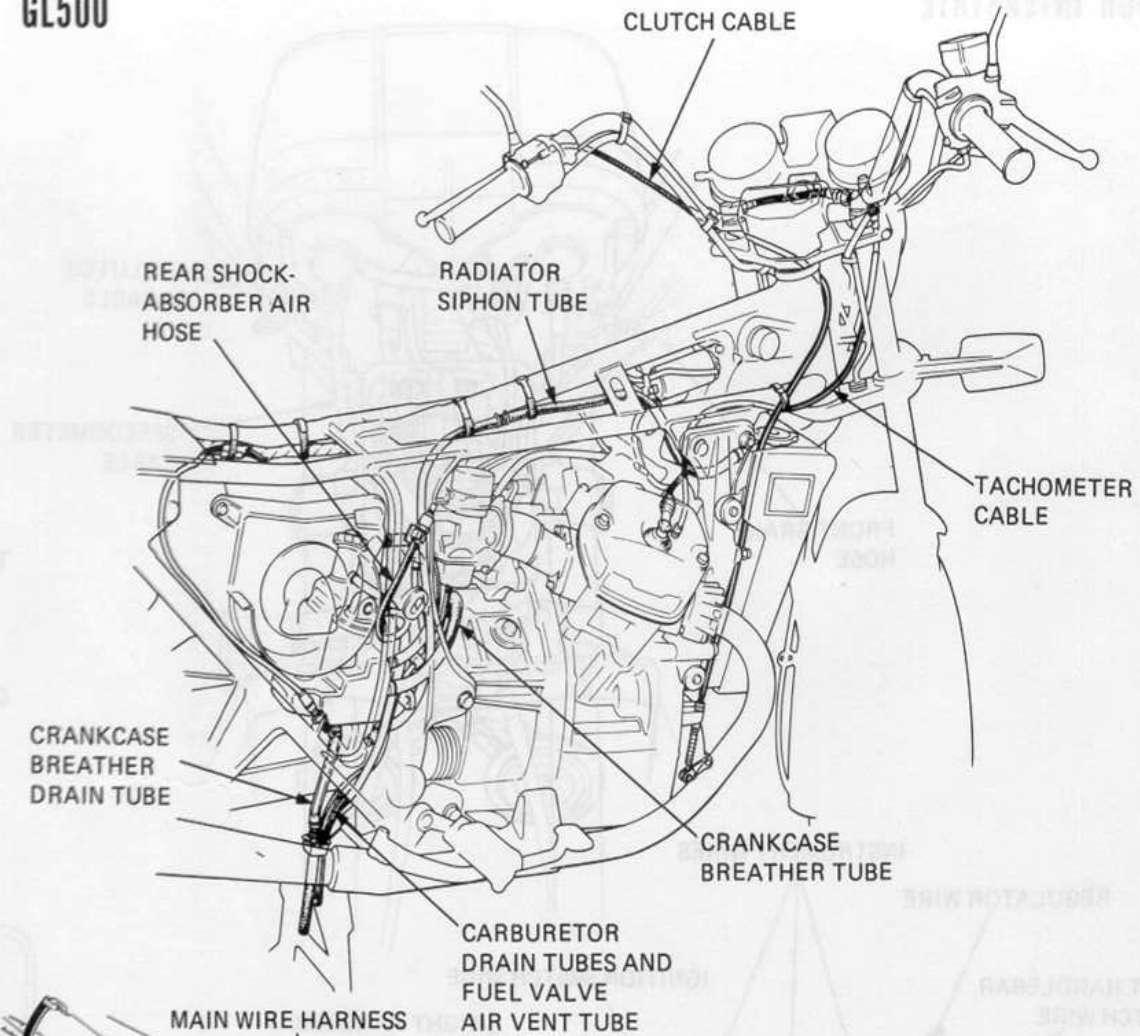 GL500
CLUTCH CABLE
REAR SHOCK-
ABSORBER AIR
HOSE
RADIATOR
SIPHON TUBE
TACHOMETER
CABLE
CRANKCASE
BREATHER
DRAIN TUBE
CRANKCASE
BREATHER TUBE
CARBURETOR
DRAIN TUBES AND
FUEL VALVE
AIR VENT TUBE
MAIN WIRE HARNESS